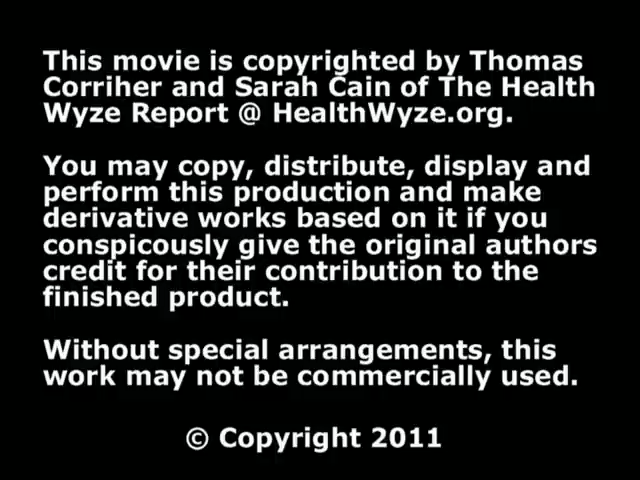 This movie is copyrighted by Thomas
Corriher and Sarah Cain of The Health
Wyze Report @ HealthWyze.org.
You may copy, distribute, display and
perform this production and make
derivative works based on it if you
conspicously give the original authors
credit for their contribution to the
finished product.
Without special arrangements, this
work may not be commercially used.
© Copyright 2011